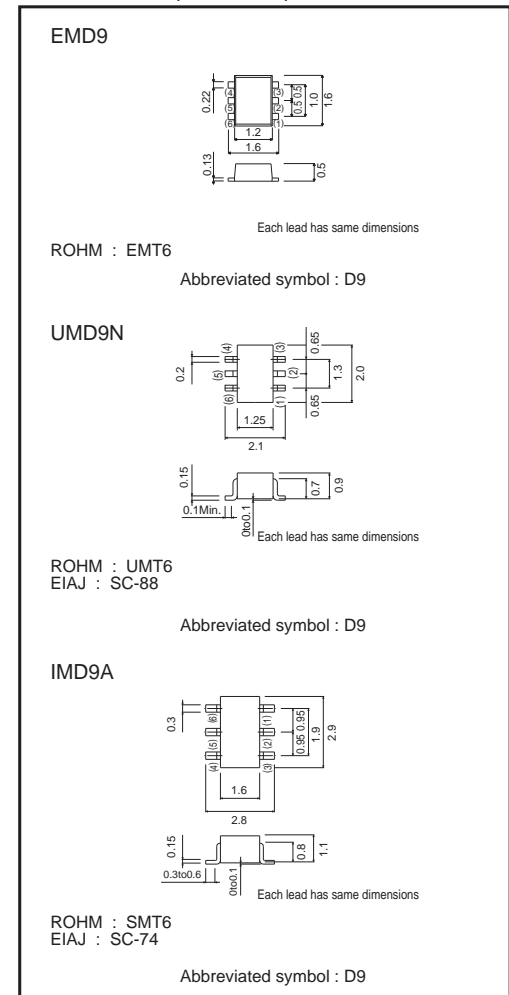 EMD9
0.22
(4)
(3)
(5)
(2)
(6)
(1)
0.5 0.5
1.0
1.6
1.2
1.6
0.13
0.5
Each lead has same dimensions
ROHM : EMT6
Abbreviated symbol : D9
UMD9N
0.2
(4)
(3)
(5)
(2)
(6)
(1)
0.65
0.65
1.3
2.0
1.25
2.1
0.15
0.1Min.
0to0.1
0.7
0.9
Each lead has same dimensions
ROHM : UMT6
EIAJ : SC-88
Abbreviated symbol : D9
IMD9A
0.3
(6)
(1)
(5)
(2)
(4)
(3)
0.95 0.95
1.9
2.9
1.6
2.8
0.15
0.3to0.6
0to0.1
0.8
1.1
Each lead has same dimensions
ROHM : SMT6
EIAJ : SC-74
Abbreviated symbol : D9